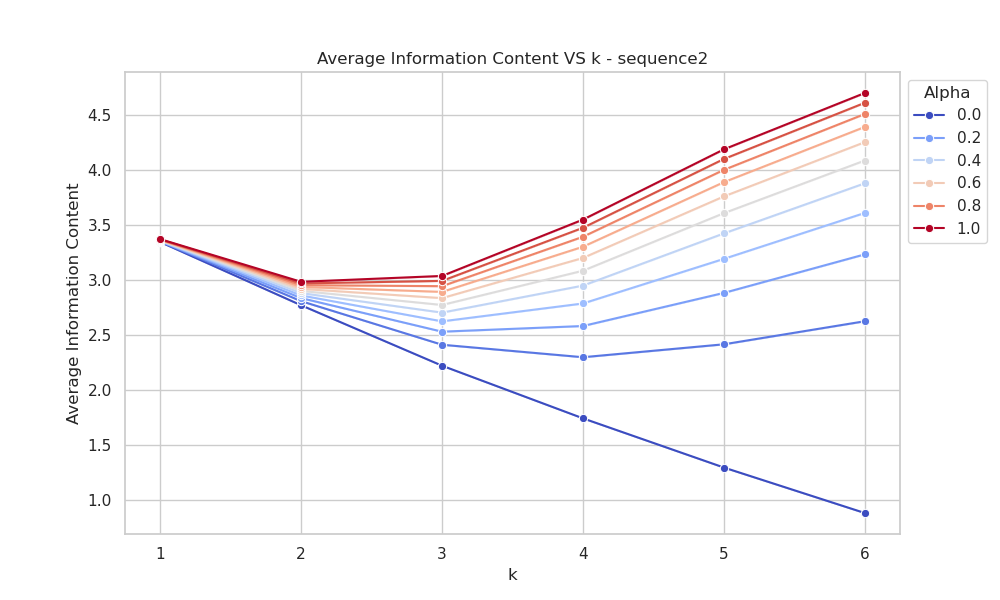 Average Information Content VS k - sequence2
Alpha
0.0
0.2
0.4
0.6
0.8
1.0
Average Information Content
4.5
4.0
3.5
3.0
2.5
2.0
1.5
1.0
1 2 3 4 5 6
k